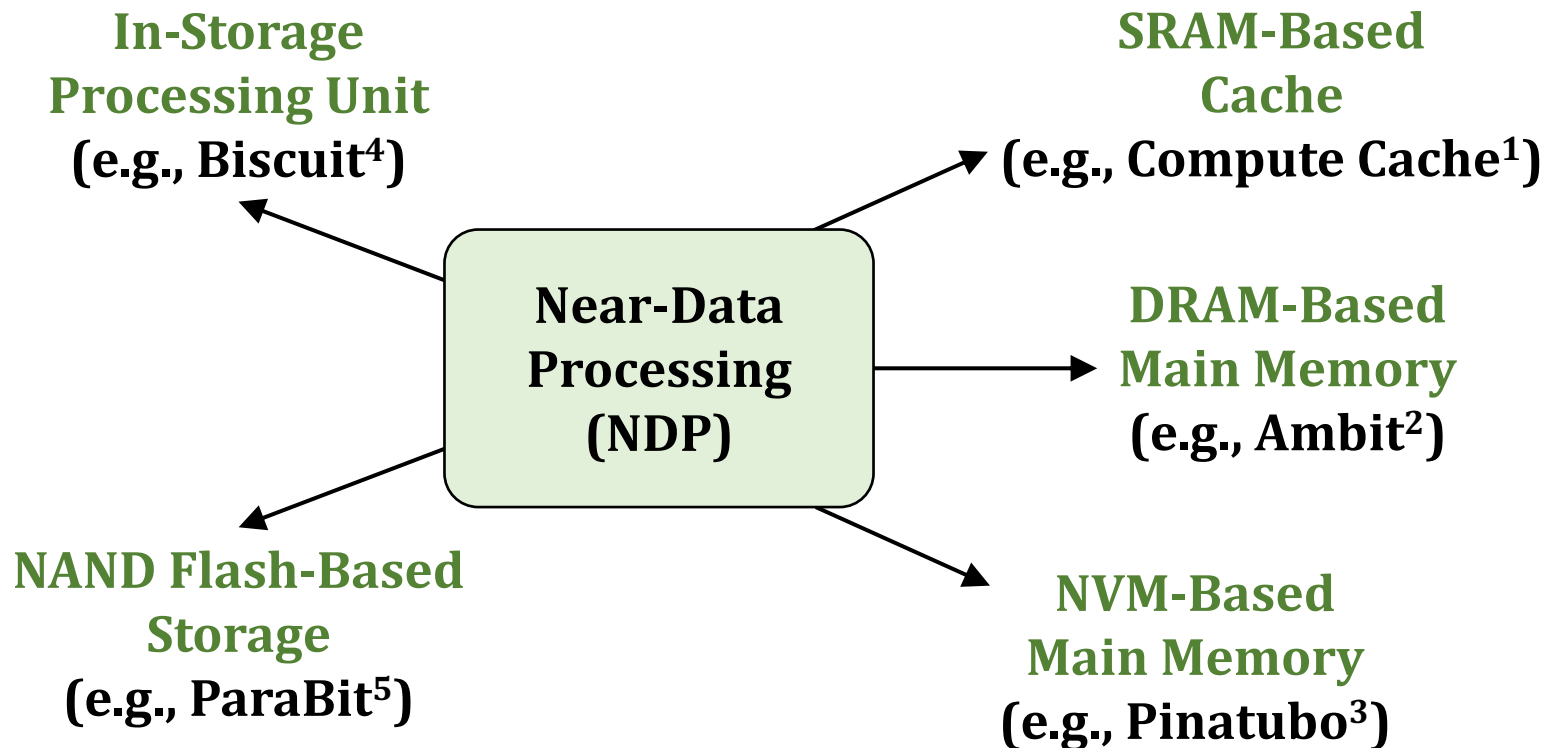 In-Storage
Processing Unit
(e.g., Biscuit⁴)
SRAM-Based
Cache
(e.g., Compute Cache¹)
Near-Data
Processing
(NDP)
DRAM-Based
Main Memory
(e.g., Ambit²)
NAND Flash-Based
Storage
(e.g., ParaBit⁵)
NVM-Based
Main Memory
(e.g., Pinatubo³)